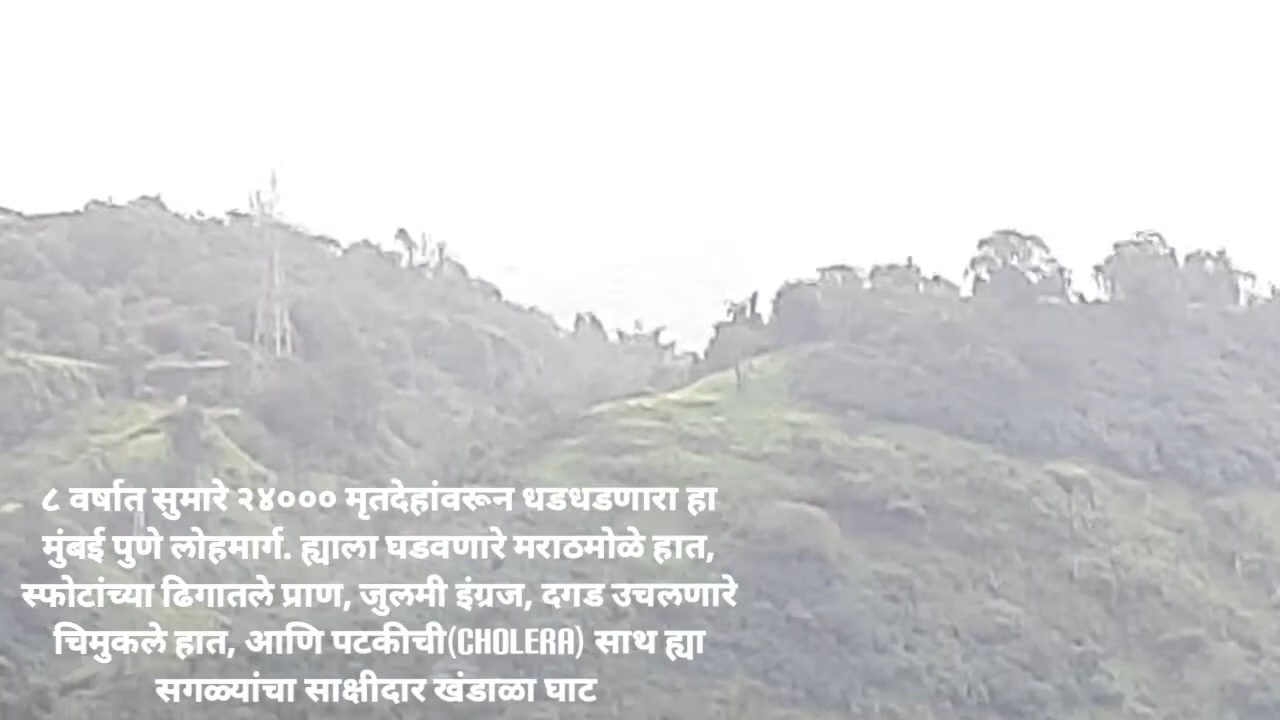 ८ वर्षात सुमारे २४००० मृतदेहांवरून धडधडणारा हा
मुंबई पुणे लोहमार्ग. ह्याला घडवणारे मराठमोळे हात,
स्फोटांच्या ढिगातले प्राण, जुलमी इंग्रज, दगड उचलणारे
चिमुकले हात, आणि पटकीची(CHOLERA) साथ ह्या
सगळ्यांचा साक्षीदार खंडाळा घाट